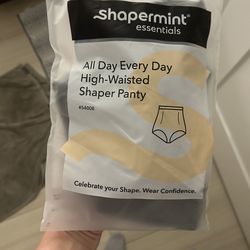 shapermint®
essentials
All Day Every Day
High-Waisted
Shaper Panty
#54008
Celebrate your Shape. Wear Confidence.